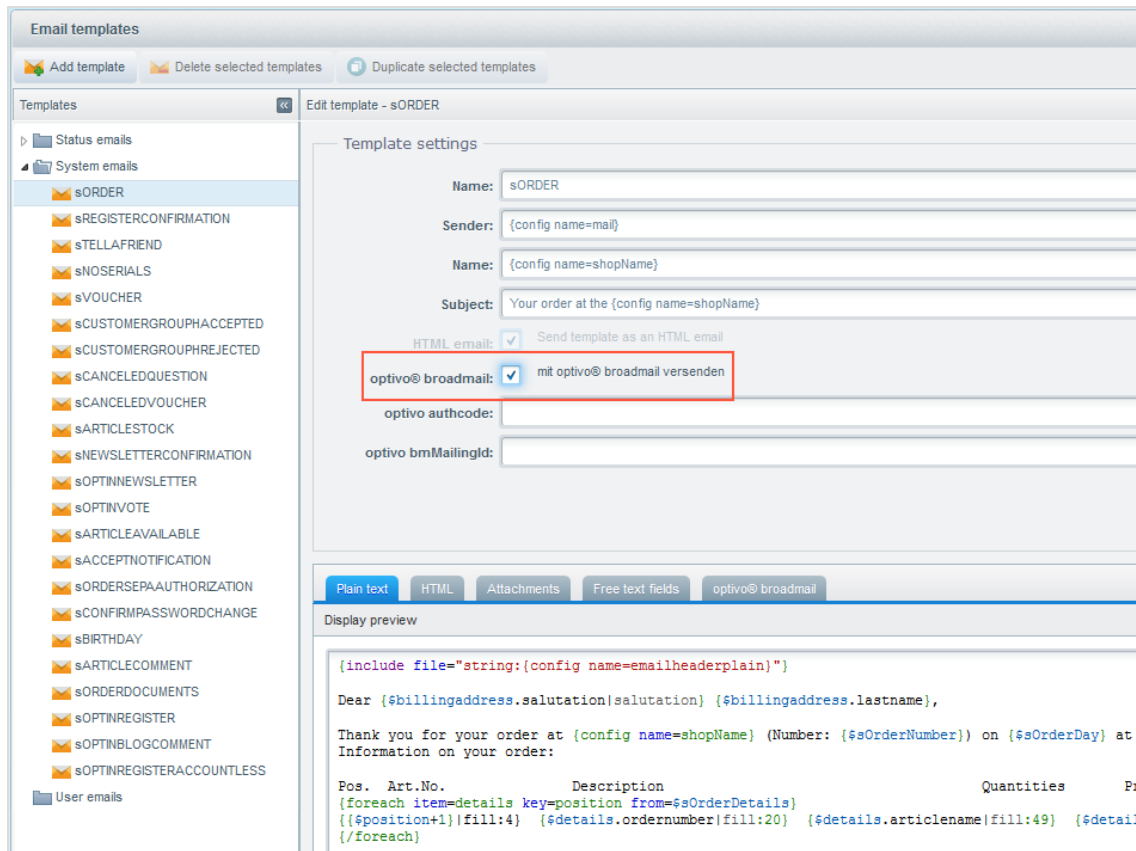 Email templates
Add template Delete selected templates Duplicate selected templates
Templates
Status emails
System emails
sORDER
sREGISTERCONFIRMATION
sTELLAFRIEND
sNOSERIALS
sVOUCHER
sCUSTOMERGROUPHACCEPTED
sCUSTOMERGROUPHREJECTED
sCANCELEDQUESTION
sCANCELEDVOUCHER
sARTICLESTOCK
sNEWSLETTERCONFIRMATION
sOPTINNEWSLETTER
sOPTINVOTE
sARTICLEAVAILABLE
sACCEPTNOTIFICATION
sORDERSEPAAUTHORIZATION
sCONFIRMPASSWORDCHANGE
sBIRTHDAY
sARTICLECOMMENT
sORDERDOCUMENTS
sOPTINREGISTER
sOPTINBLOGCOMMENT
sOPTINREGISTERACCOUNTLESS
User emails
Edit template - sORDER
Template settings
Name: sORDER
Sender: {config name=mail}
Name: {config name=shopName}
Subject: Your order at the {config name=shopName}
HTML email: Send template as an HTML email
optivo® broadmail: mit optivo® broadmail versenden
optivo authcode:
optivo bmMailingId:
Plain text HTML Attachments Free text fields optivo® broadmail
Display preview
{include file="string:{config name=emailheaderplain}"}
Dear {$billingaddress.salutation|salutation} {$billingaddress.lastname},
Thank you for your order at {config name=shopName} (Number: {$sOrderNumber}) on {$sOrderDay} at
Information on your order:
Pos. Art.No. Description Quantities P
{foreach item=details key=position from=$sOrderDetails}
{{$position+1}|fill:4} {$details.ordernumber|fill:20} {$details.articlename|fill:49} {$detail
{/foreach}